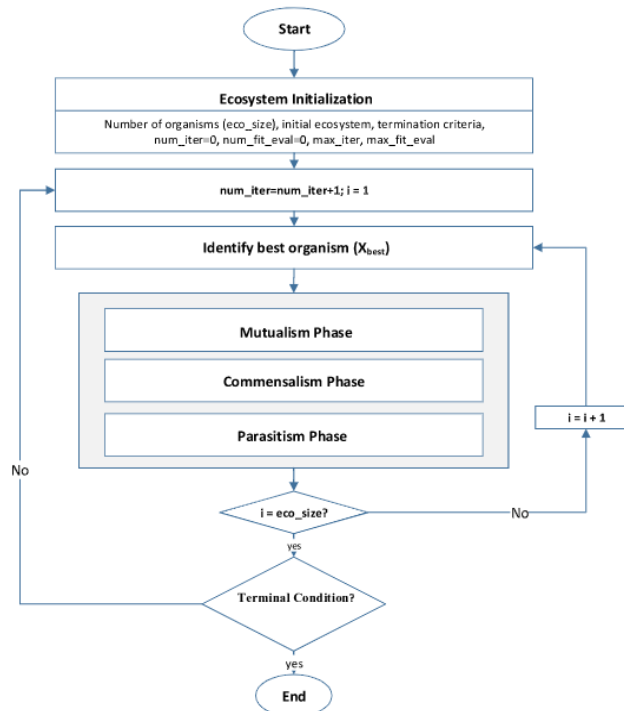 Start
Ecosystem Initialization
Number of organisms (eco_size), initial ecosystem, termination criteria,
num_iter=0, num_fit_eval=0, max_iter, max_fit_eval
num_iter=num_iter+1; i = 1
Identify best organism (Xbest)
Mutualism Phase
Commensalism Phase
Parasitism Phase
i = i + 1
No
i = eco_size?
No
yes
Terminal Condition?
yes
End